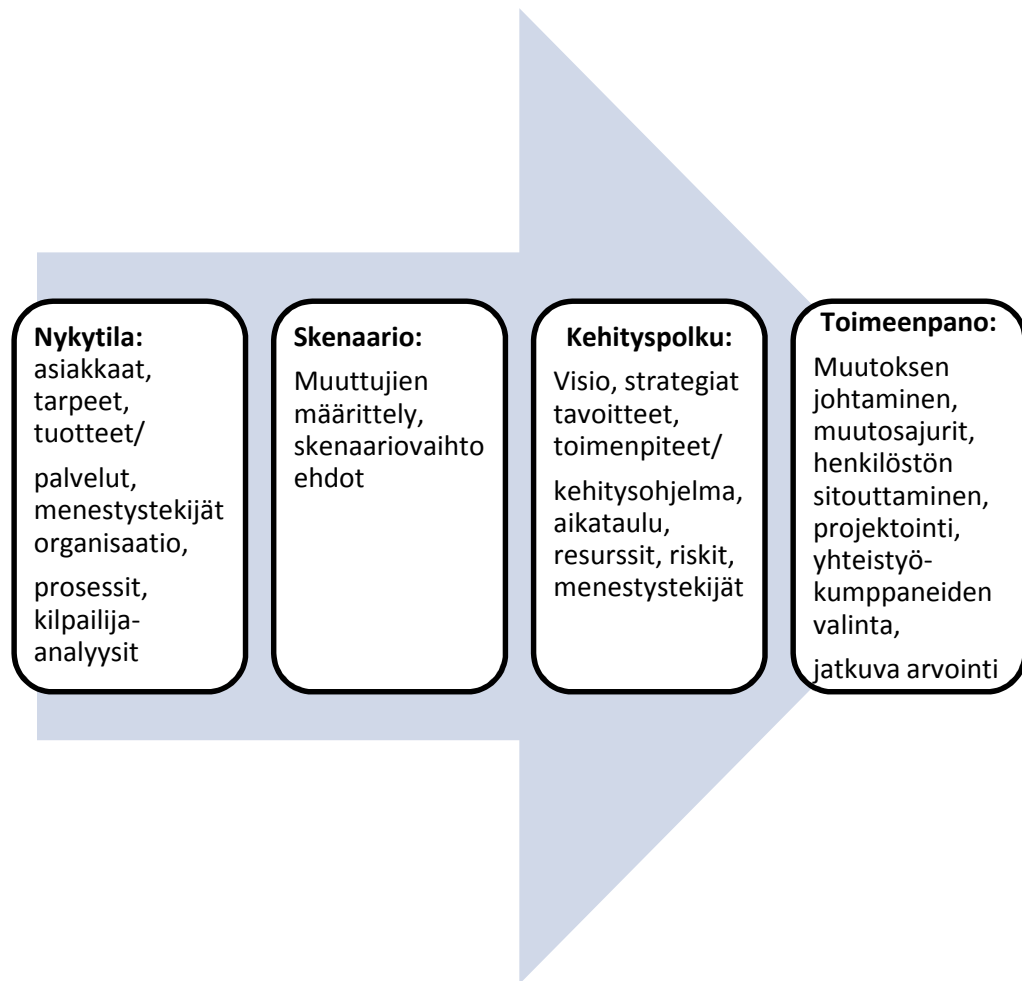 Nykytila:
asiakkaat,
tarpeet,
tuotteet/
palvelut,
menestystekijät
organisaatio,
prosessit,
kilpailija-
analyysit
Skenaario:
Muuttujien
määrittely,
skenaariovaihto
ehdot
Kehityspolku:
Visio, strategiat
tavoitteet,
toimenpiteet/
kehitysohjelma,
aikataulu,
resurssit, riskit,
menestystekijät
Toimeenpano:
Muutoksen
johtaminen,
muutosajurit,
henkilöstön
sitouttaminen,
projektointi,
yhteistyö-
kumppaneiden
valinta,
jatkuva arvointi